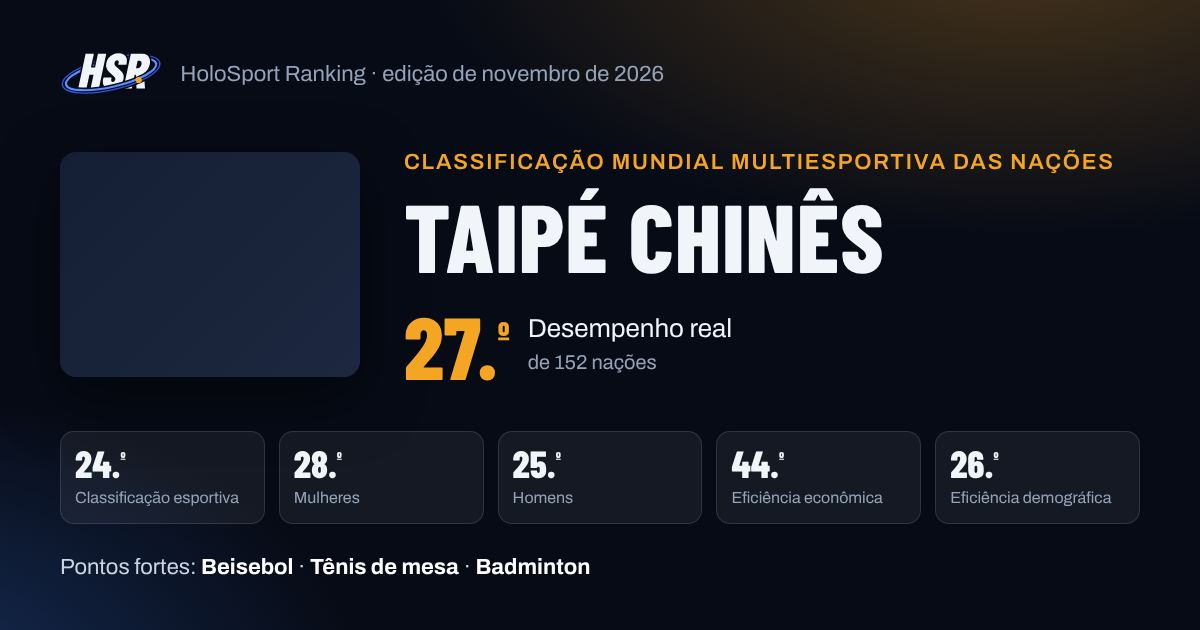 HSR
HoloSport Ranking · edição de novembro de 2026
CLASSIFICAÇÃO MUNDIAL MULTIESPORTIVA DAS NAÇÕES
TAIPÉ CHINÊS
27.º
Desempenho real
de 152 nações
24.º
Classificação esportiva
28.º
Mulheres
25.º
Homens
44.º
Eficiência econômica
26.º
Eficiência demográfica
Pontos fortes: Beisebol · Tênis de mesa · Badminton